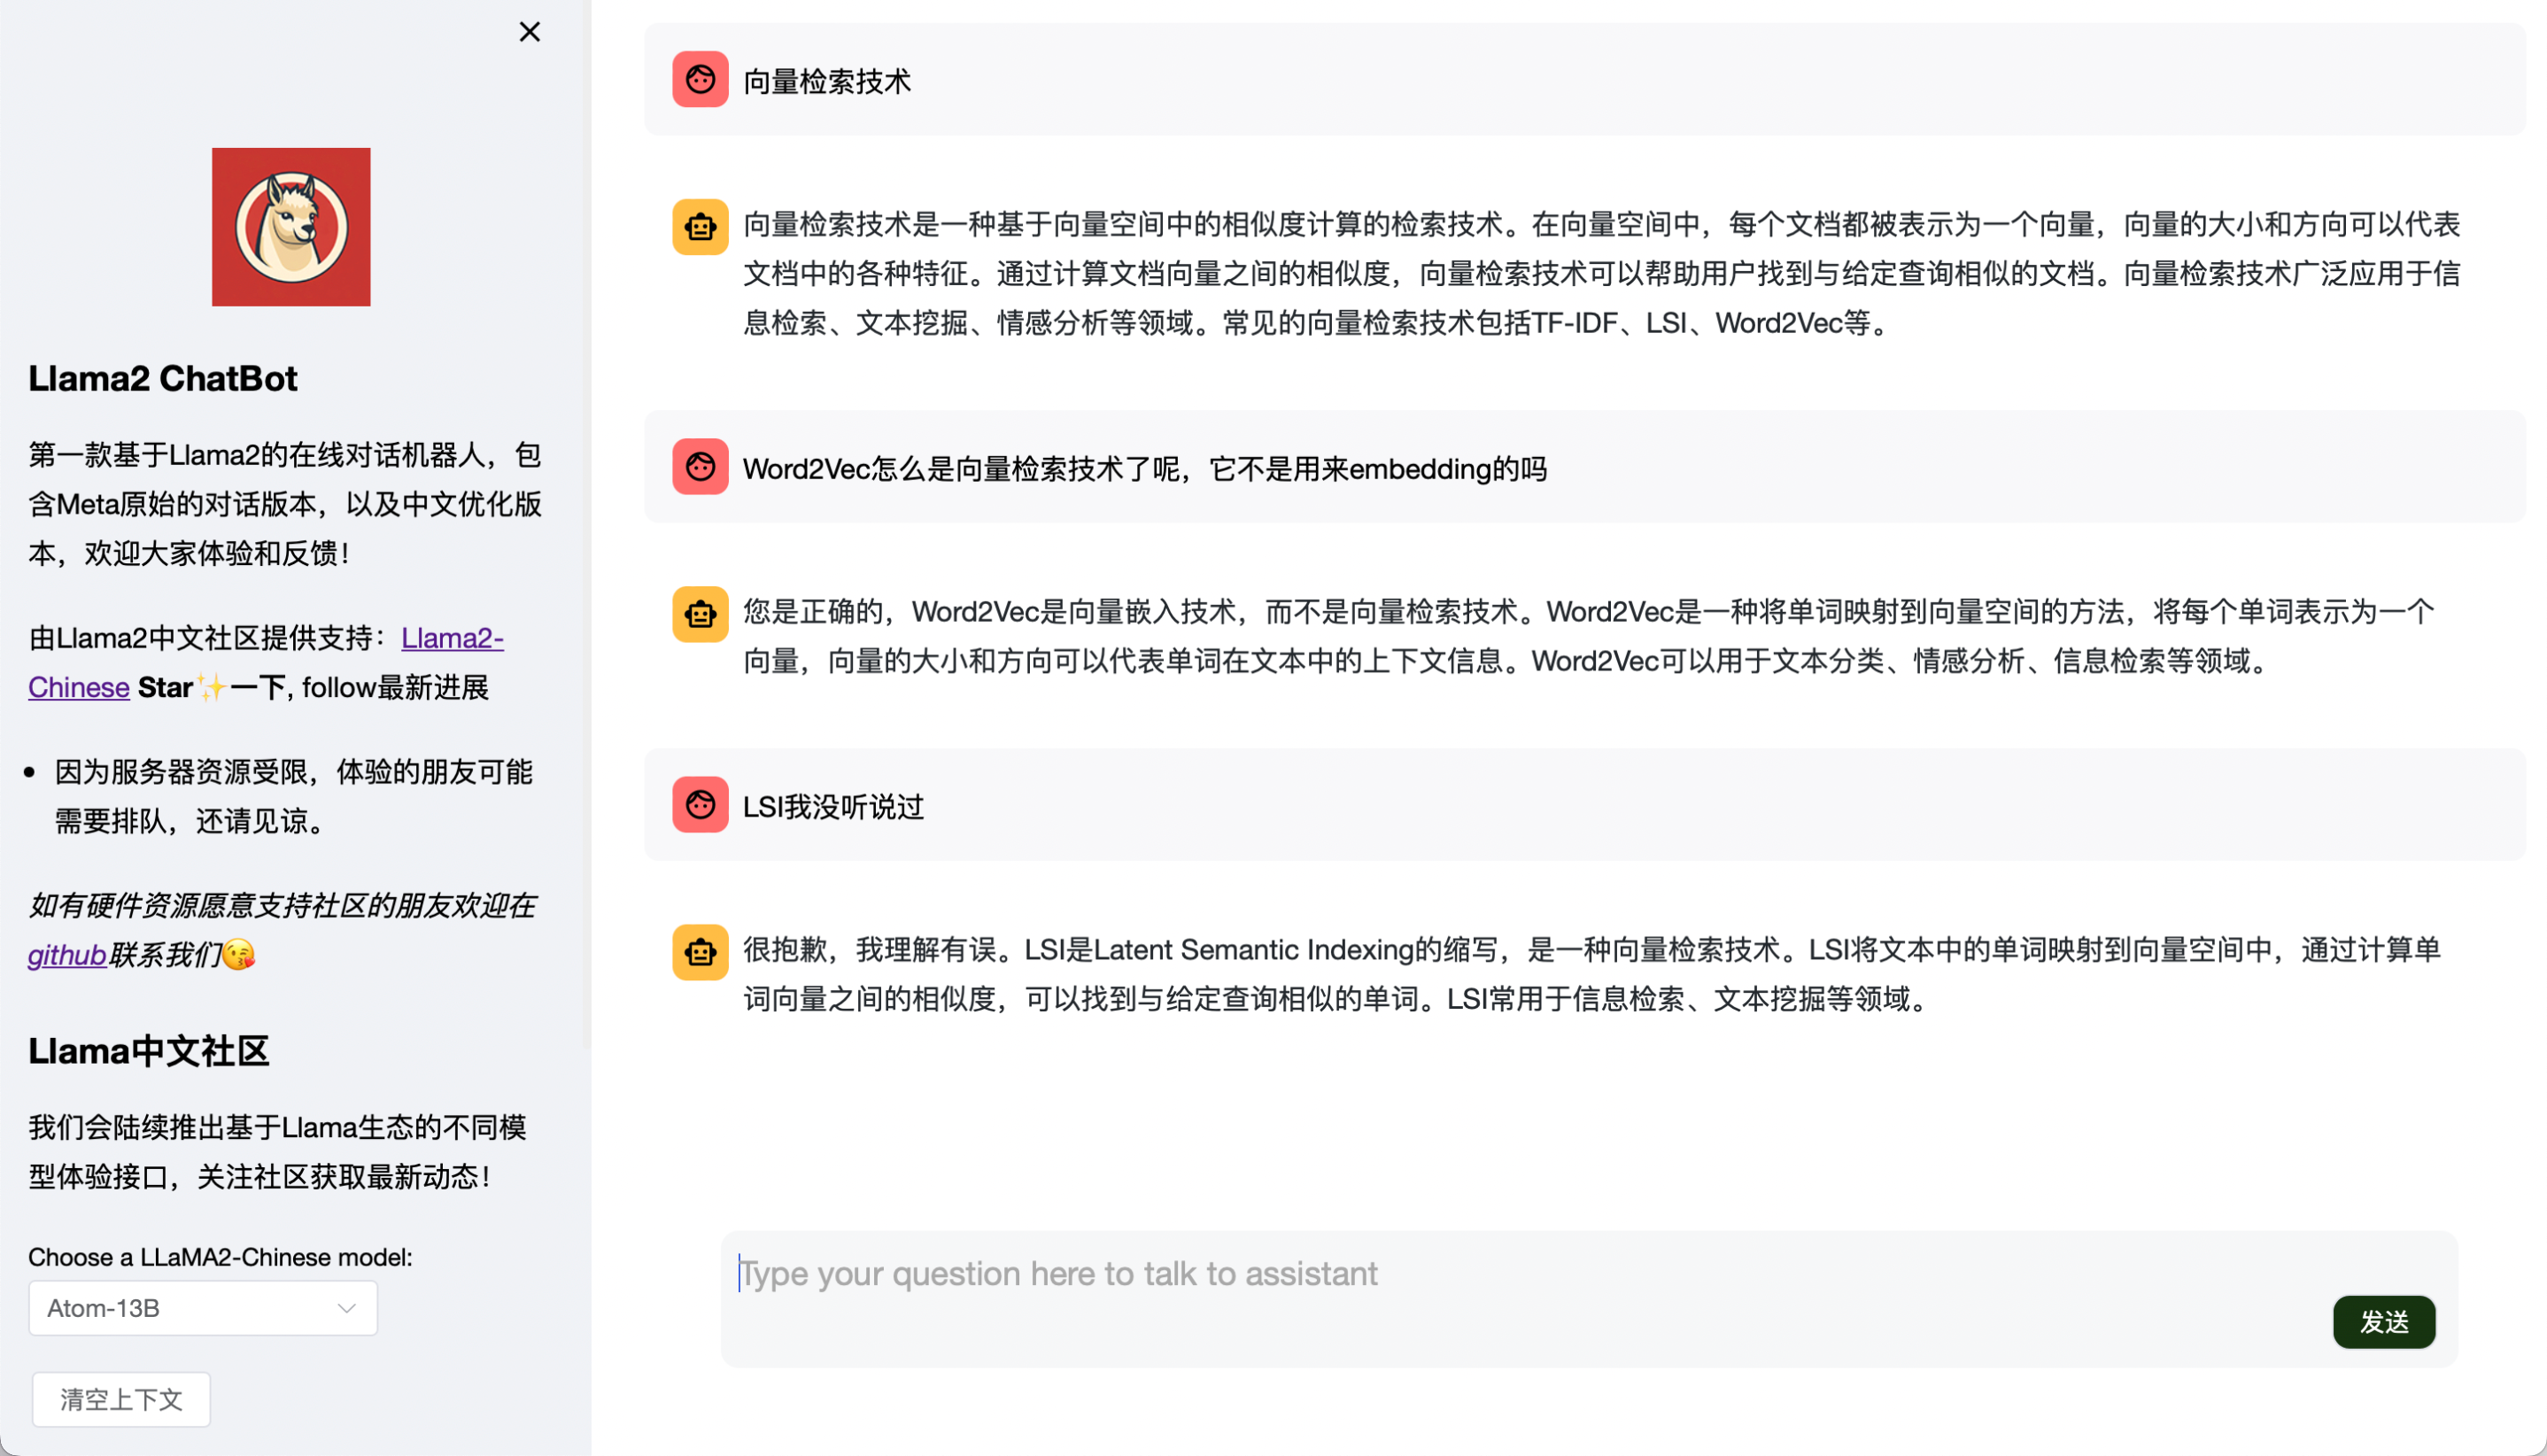 Llama2 ChatBot
第一款基于Llama2的在线对话机器人，包
含Meta原始的对话版本，以及中文优化版
本，欢迎大家体验和反馈！
由Llama2中文社区提供支持：Llama2-
Chinese Star✨一下, follow最新进展
因为服务器资源受限，体验的朋友可能
需要排队，还请见谅。
如有硬件资源愿意支持社区的朋友欢迎在
github联系我们😘
Llama中文社区
我们会陆续推出基于Llama生态的不同模
型体验接口，关注社区获取最新动态！
Choose a LLaMA2-Chinese model:
Atom-13B
清空上下文
向量检索技术
向量检索技术是一种基于向量空间中的相似度计算的检索技术。在向量空间中，每个文档都被表示为一个向量，向量的大小和方向可以代表
文档中的各种特征。通过计算文档向量之间的相似度，向量检索技术可以帮助用户找到与给定查询相似的文档。向量检索技术广泛应用于信
息检索、文本挖掘、情感分析等领域。常见的向量检索技术包括TF-IDF、LSI、Word2Vec等。
Word2Vec怎么是向量检索技术了呢，它不是用来embedding的吗
您是正确的，Word2Vec是向量嵌入技术，而不是向量检索技术。Word2Vec是一种将单词映射到向量空间的方法，将每个单词表示为一个
向量，向量的大小和方向可以代表单词在文本中的上下文信息。Word2Vec可以用于文本分类、情感分析、信息检索等领域。
LSI我没听说过
很抱歉，我理解有误。LSI是Latent Semantic Indexing的缩写，是一种向量检索技术。LSI将文本中的单词映射到向量空间中，通过计算单
词向量之间的相似度，可以找到与给定查询相似的单词。LSI常用于信息检索、文本挖掘等领域。
Type your question here to talk to assistant
发送